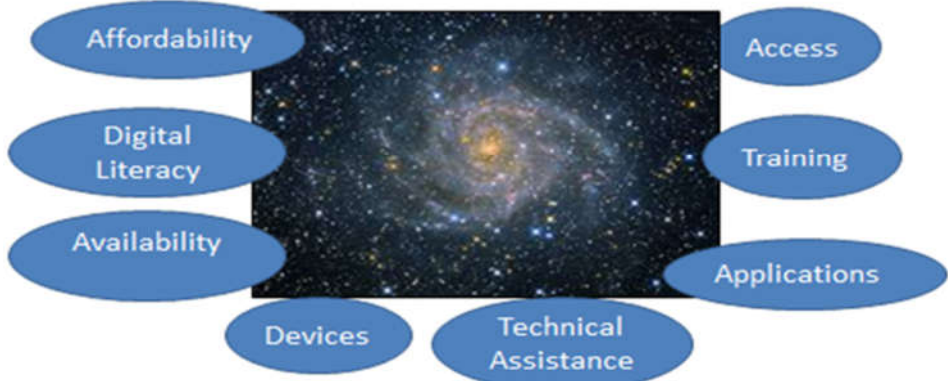 Affordability
Access
Digital
Literacy
Training
Availability
Applications
Devices
Technical
Assistance